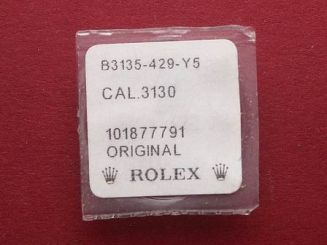 B3135-429-Y5
CAL.3130
101877791
ORIGINAL
ROLEX